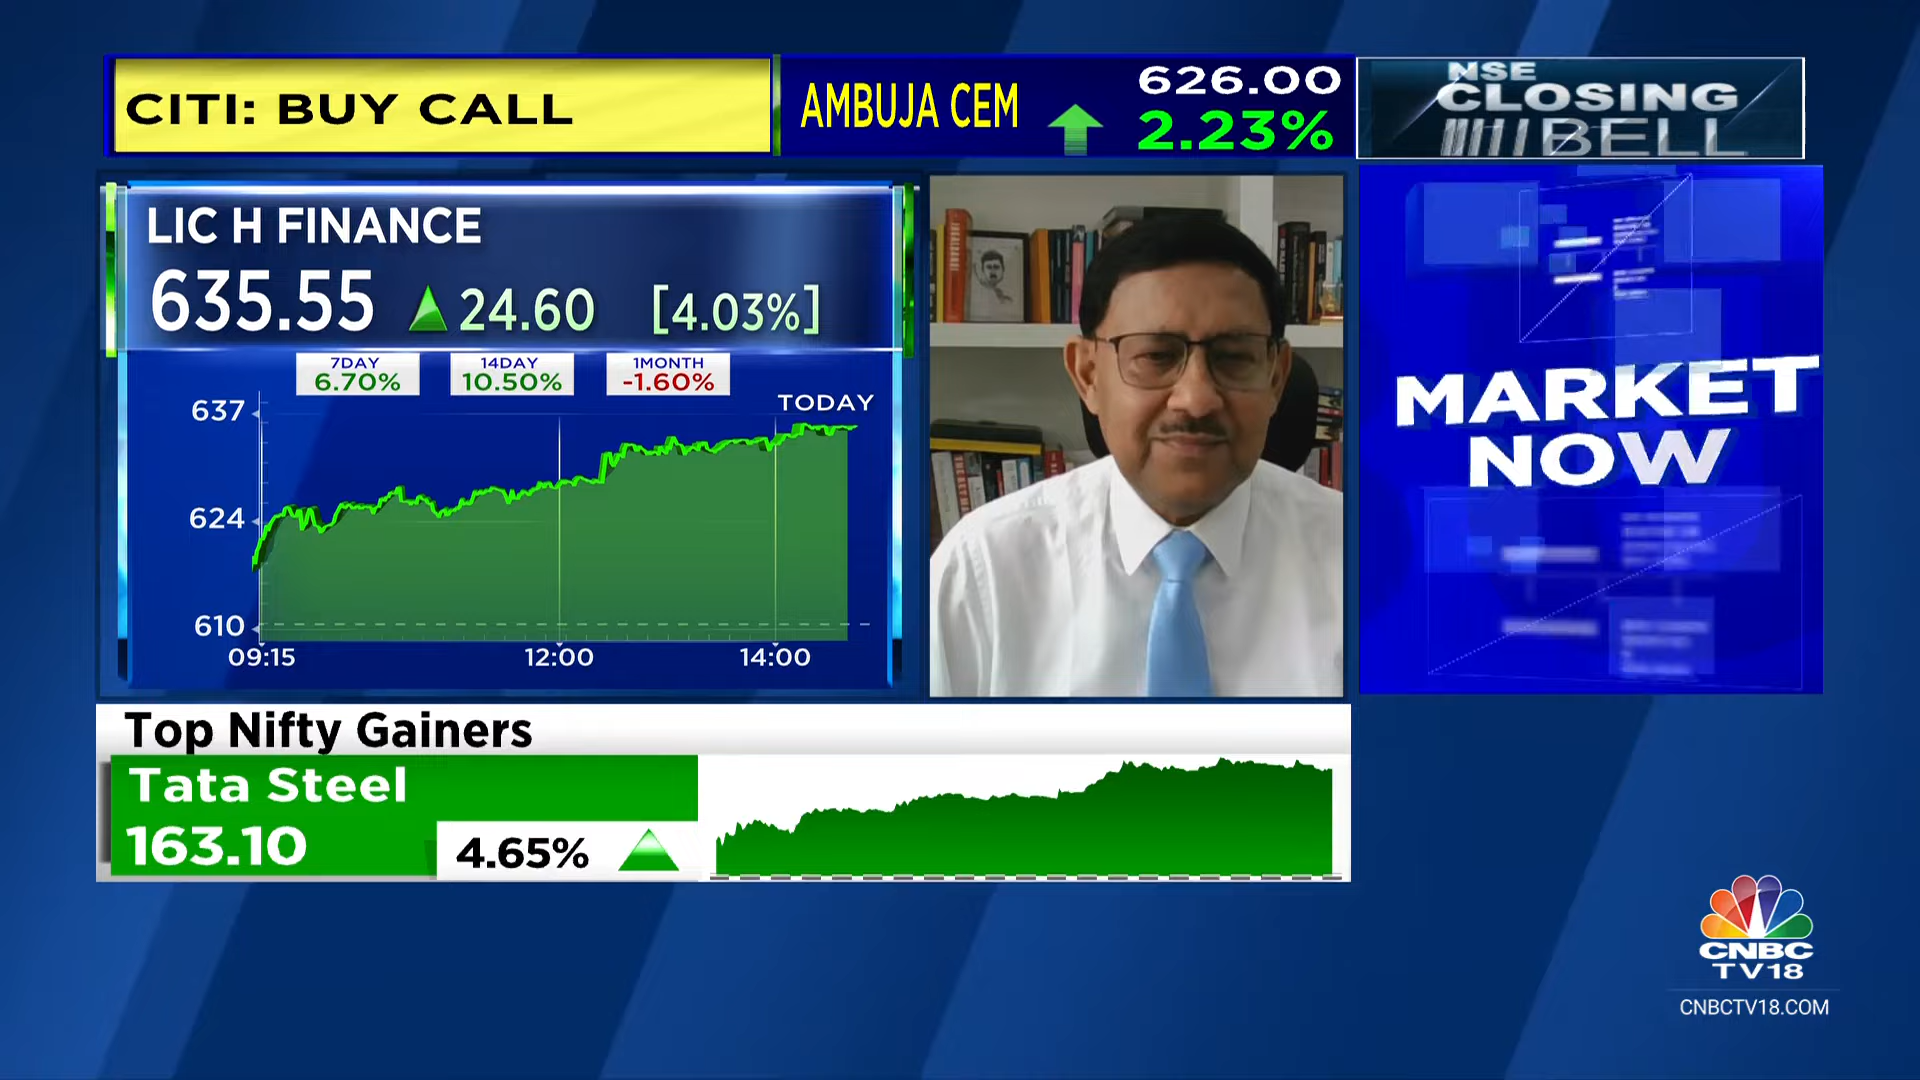 CITI: BUY CALL
AMBUJA CEM
626.00
2.23%
NSE
CLOSING
BELL
LIC H FINANCE
635.55 24.60 [4.03%]
7DAY
6.70%
14DAY
10.50%
1MONTH
-1.60%
TODAY
637
624
610
09:15 12:00 14:00
MARKET
NOW
Top Nifty Gainers
Tata Steel
163.10
4.65%
CNBC
TV18
CNBCTV18.COM